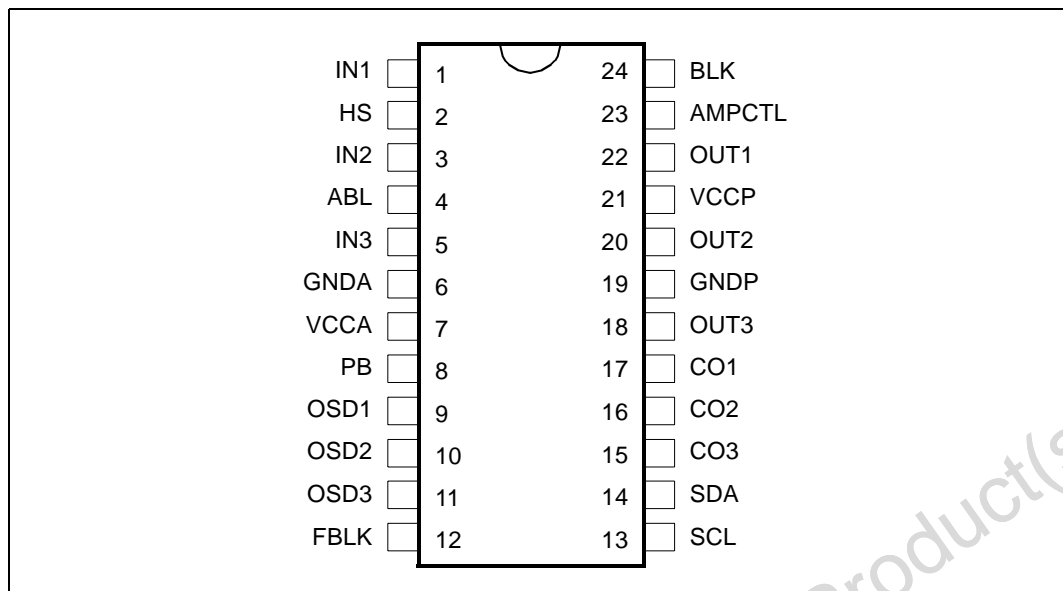 IN1 1 24 BLK
HS 2 23 AMPCTL
IN2 3 22 OUT1
ABL 4 21 VCCP
IN3 5 20 OUT2
GNDA 6 19 GNDP
VCCA 7 18 OUT3
PB 8 17 CO1
OSD1 9 16 CO2
OSD2 10 15 CO3
OSD3 11 14 SDA
FBLK 12 13 SCL
Product(s